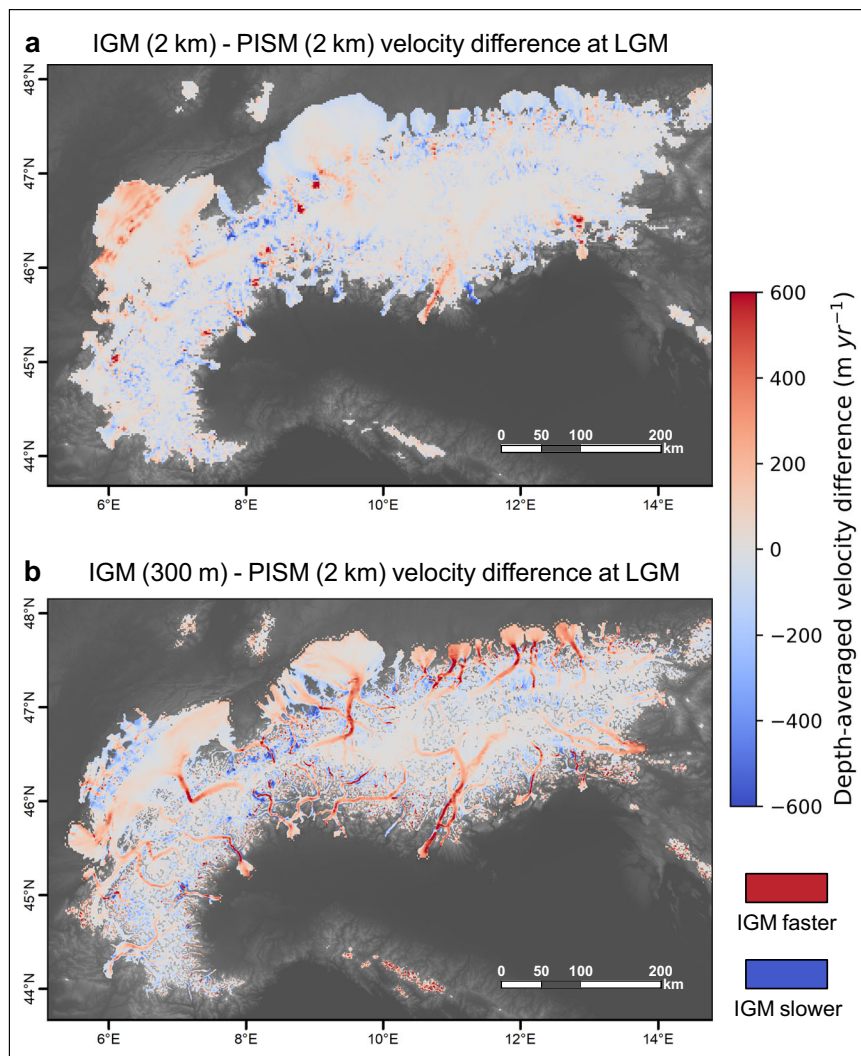 a IGM (2 km) - PISM (2 km) velocity difference at LGM
48°N
47°N
46°N
45°N
44°N
0 50 100 200
km
6°E 8°E 10°E 12°E 14°E
b IGM (300 m) - PISM (2 km) velocity difference at LGM
48°N
47°N
46°N
45°N
44°N
0 50 100 200
km
6°E 8°E 10°E 12°E 14°E
600
400
200
0
−200
−400
−600
Depth-averaged velocity difference (m yr⁻¹)
IGM faster
IGM slower